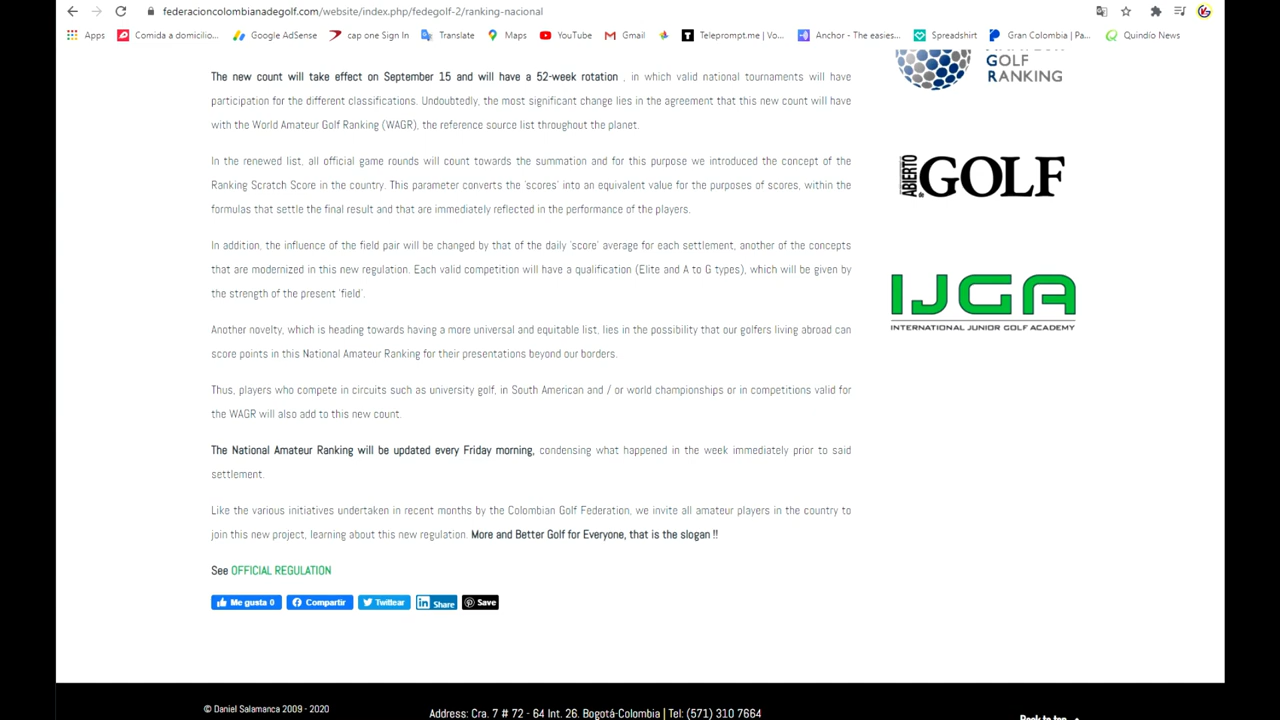 federacioncolombianadegolf.com/website/index.php/fedegolf-2/ranking-nacional
Apps Comida a domicilio... Google AdSense cap one Sign In Translate Maps YouTube Gmail Teleprompt.me | Vo... Anchor - The easies... Spreadshirt Gran Colombia | Pa... Quindío News
GOLF
RANKING
The new count will take effect on September 15 and will have a 52-week rotation , in which valid national tournaments will have
participation for the different classifications. Undoubtedly, the most significant change lies in the agreement that this new count will have
with the World Amateur Golf Ranking (WAGR), the reference source list throughout the planet.
In the renewed list, all official game rounds will count towards the summation and for this purpose we introduced the concept of the
Ranking Scratch Score in the country. This parameter converts the 'scores' into an equivalent value for the purposes of scores, within the
formulas that settle the final result and that are immediately reflected in the performance of the players.
ABIERTO de GOLF
In addition, the influence of the field pair will be changed by that of the daily 'score' average for each settlement, another of the concepts
that are modernized in this new regulation. Each valid competition will have a qualification (Elite and A to G types), which will be given by
the strength of the present 'field'.
IJGA
INTERNATIONAL JUNIOR GOLF ACADEMY
Another novelty, which is heading towards having a more universal and equitable list, lies in the possibility that our golfers living abroad can
score points in this National Amateur Ranking for their presentations beyond our borders.
Thus, players who compete in circuits such as university golf, in South American and / or world championships or in competitions valid for
the WAGR will also add to this new count.
The National Amateur Ranking will be updated every Friday morning, condensing what happened in the week immediately prior to said
settlement.
Like the various initiatives undertaken in recent months by the Colombian Golf Federation, we invite all amateur players in the country to
join this new project, learning about this new regulation. More and Better Golf for Everyone, that is the slogan !!
See OFFICIAL REGULATION
Me gusta 0 Compartir Twittear Share Save
© Daniel Salamanca 2009 - 2020
Address: Cra. 7 # 72 - 64 Int. 26. Bogotá-Colombia | Tel: (571) 310 7664
Back to top